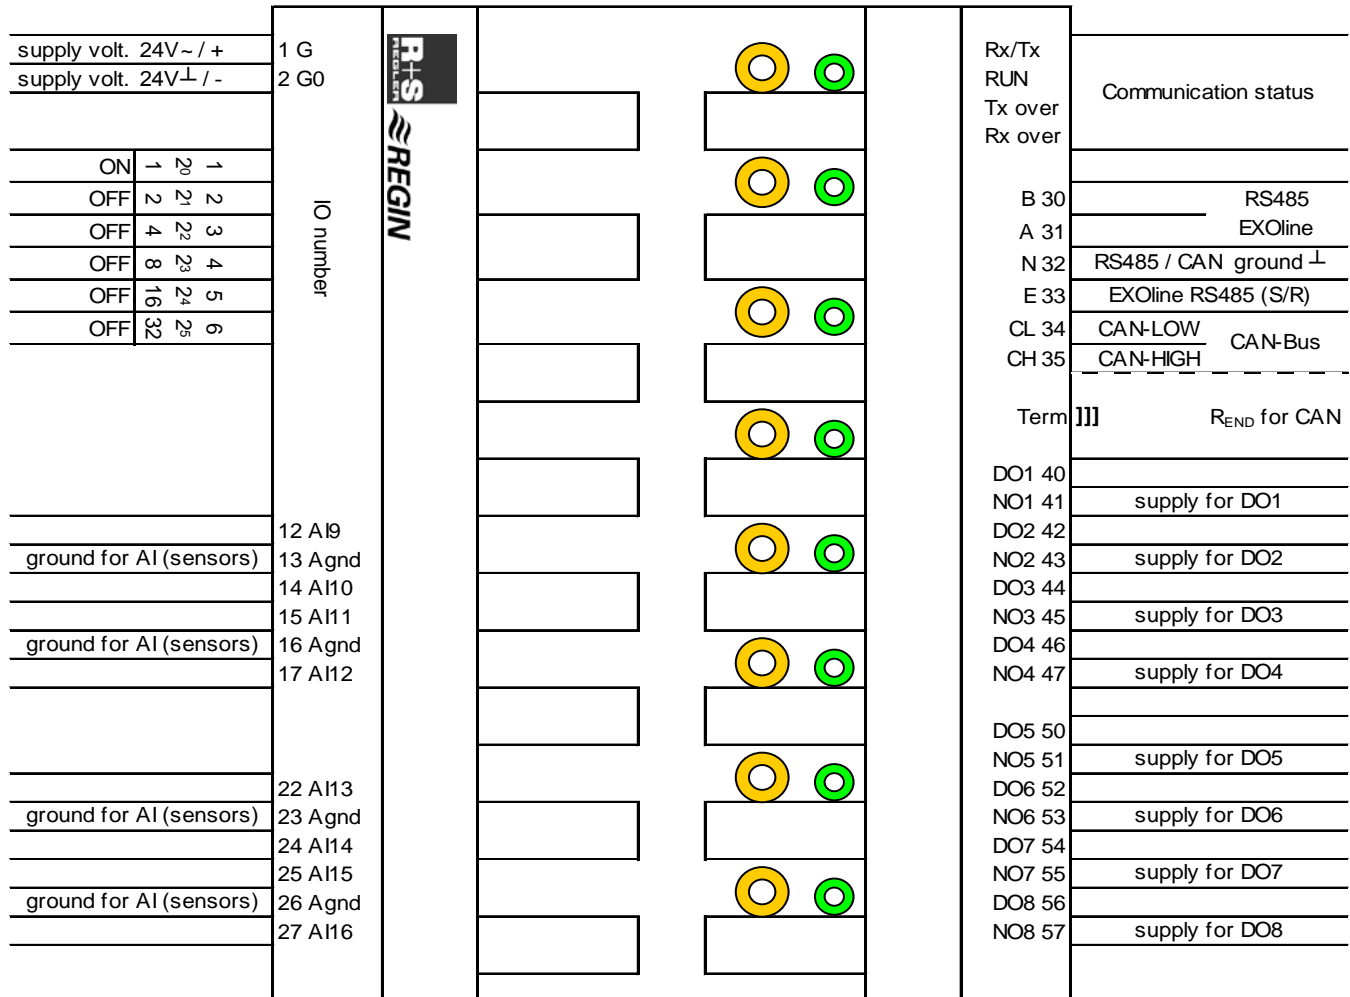 supply volt. 24V ~ / + 1 G
supply volt. 24V ⊥ / - 2 G0
R+S
RIEGLER
REGIN
ON 1 2⁰ 1
OFF 2 2¹ 2
OFF 4 2² 3
OFF 8 2³ 4
OFF 16 2⁴ 5
OFF 32 2⁵ 6
IO number
12 AI9
ground for AI (sensors) 13 Agnd
14 AI10
15 AI11
ground for AI (sensors) 16 Agnd
17 AI12
22 AI13
ground for AI (sensors) 23 Agnd
24 AI14
25 AI15
ground for AI (sensors) 26 Agnd
27 AI16
Rx/Tx
RUN
Tx over
Rx over
Communication status
B 30 RS485
A 31 EXOline
N 32 RS485 / CAN ground ⊥
E 33 EXOline RS485 (S/R)
CL 34 CAN-LOW
CH 35 CAN-HIGH
CAN-Bus
Term ]]] R_END for CAN
DO1 40
NO1 41 supply for DO1
DO2 42
NO2 43 supply for DO2
DO3 44
NO3 45 supply for DO3
DO4 46
NO4 47 supply for DO4
DO5 50
NO5 51 supply for DO5
DO6 52
NO6 53 supply for DO6
DO7 54
NO7 55 supply for DO7
DO8 56
NO8 57 supply for DO8